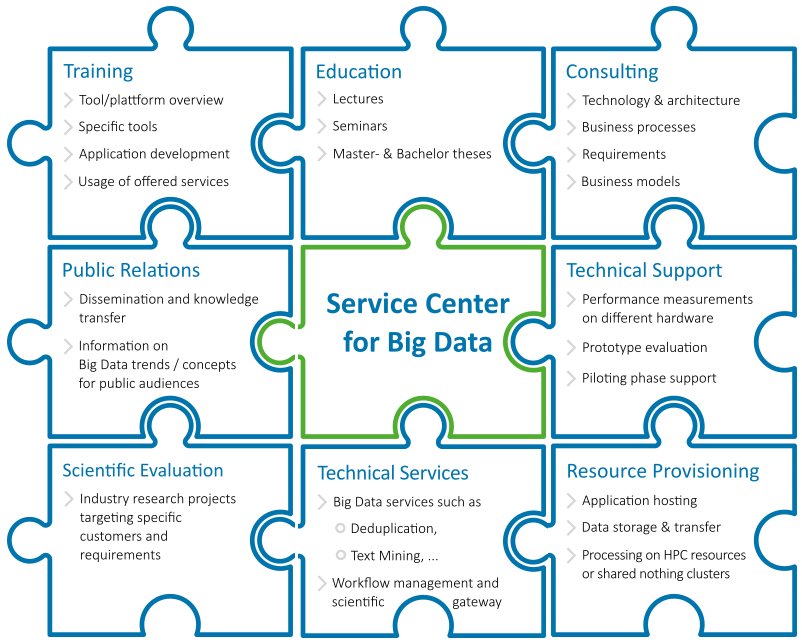 Training
Tool/plattform overview
Specific tools
Application development
Usage of offered services
Education
Lectures
Seminars
Master- & Bachelor theses
Consulting
Technology & architecture
Business processes
Requirements
Business models
Public Relations
Dissemination and knowledge
transfer
Information on
Big Data trends / concepts
for public audiences
Service Center
for Big Data
Technical Support
Performance measurements
on different hardware
Prototype evaluation
Piloting phase support
Scientific Evaluation
Industry research projects
targeting specific
customers and
requirements
Technical Services
Big Data services such as
Deduplication,
Text Mining, ...
Workflow management and
scientific gateway
Resource Provisioning
Application hosting
Data storage & transfer
Processing on HPC resources
or shared nothing clusters